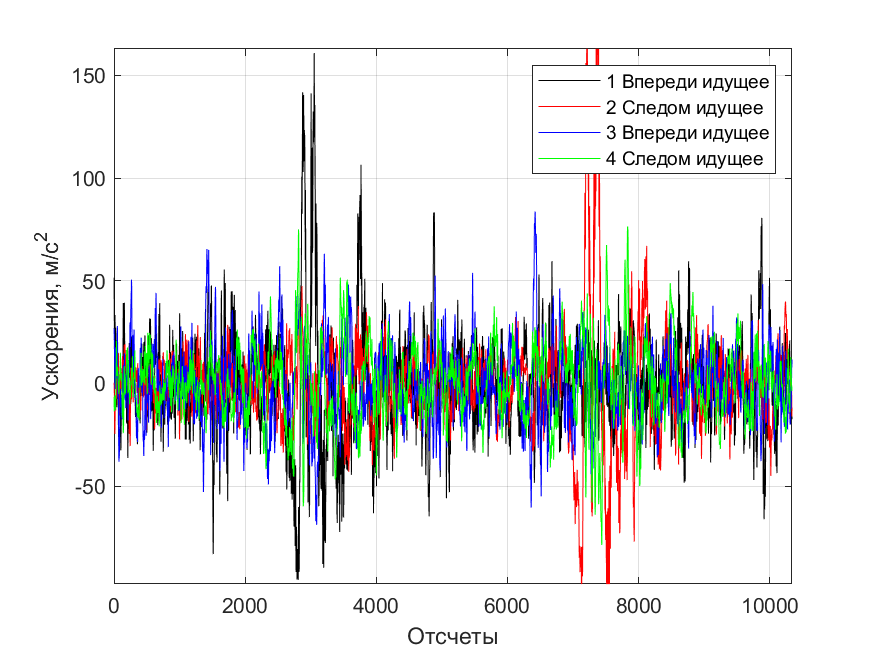 150
100
50
0
-50
Ускорения, м/с²
1 Впереди идущее
2 Следом идущее
3 Впереди идущее
4 Следом идущее
0 2000 4000 6000 8000 10000
Отсчеты